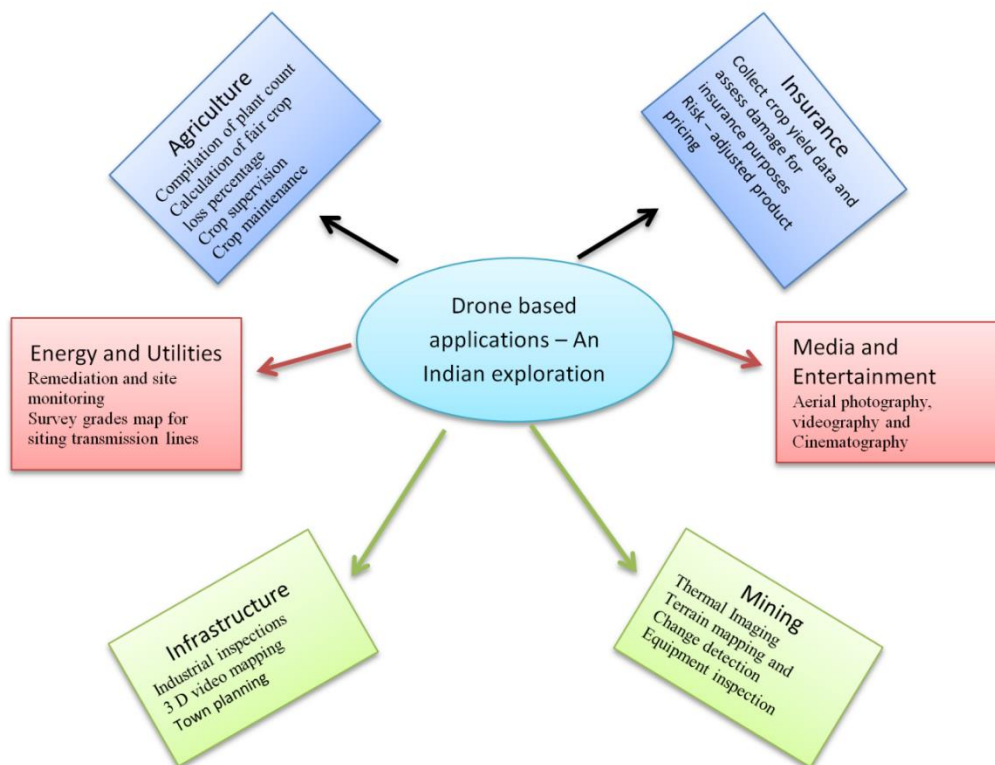 Agriculture
Compilation of plant count
Calculation of fair crop
loss percentage
Crop supervision
Crop maintenance
Insurance
Collect crop yield data and
assess damage for
insurance purposes
Risk – adjusted product
pricing
Drone based
applications – An
Indian exploration
Energy and Utilities
Remediation and site
monitoring
Survey grades map for
siting transmission lines
Media and
Entertainment
Aerial photography,
videography and
Cinematography
Infrastructure
Industrial inspections
3 D video mapping
Town planning
Mining
Thermal Imaging
Terrain mapping and
Change detection
Equipment inspection